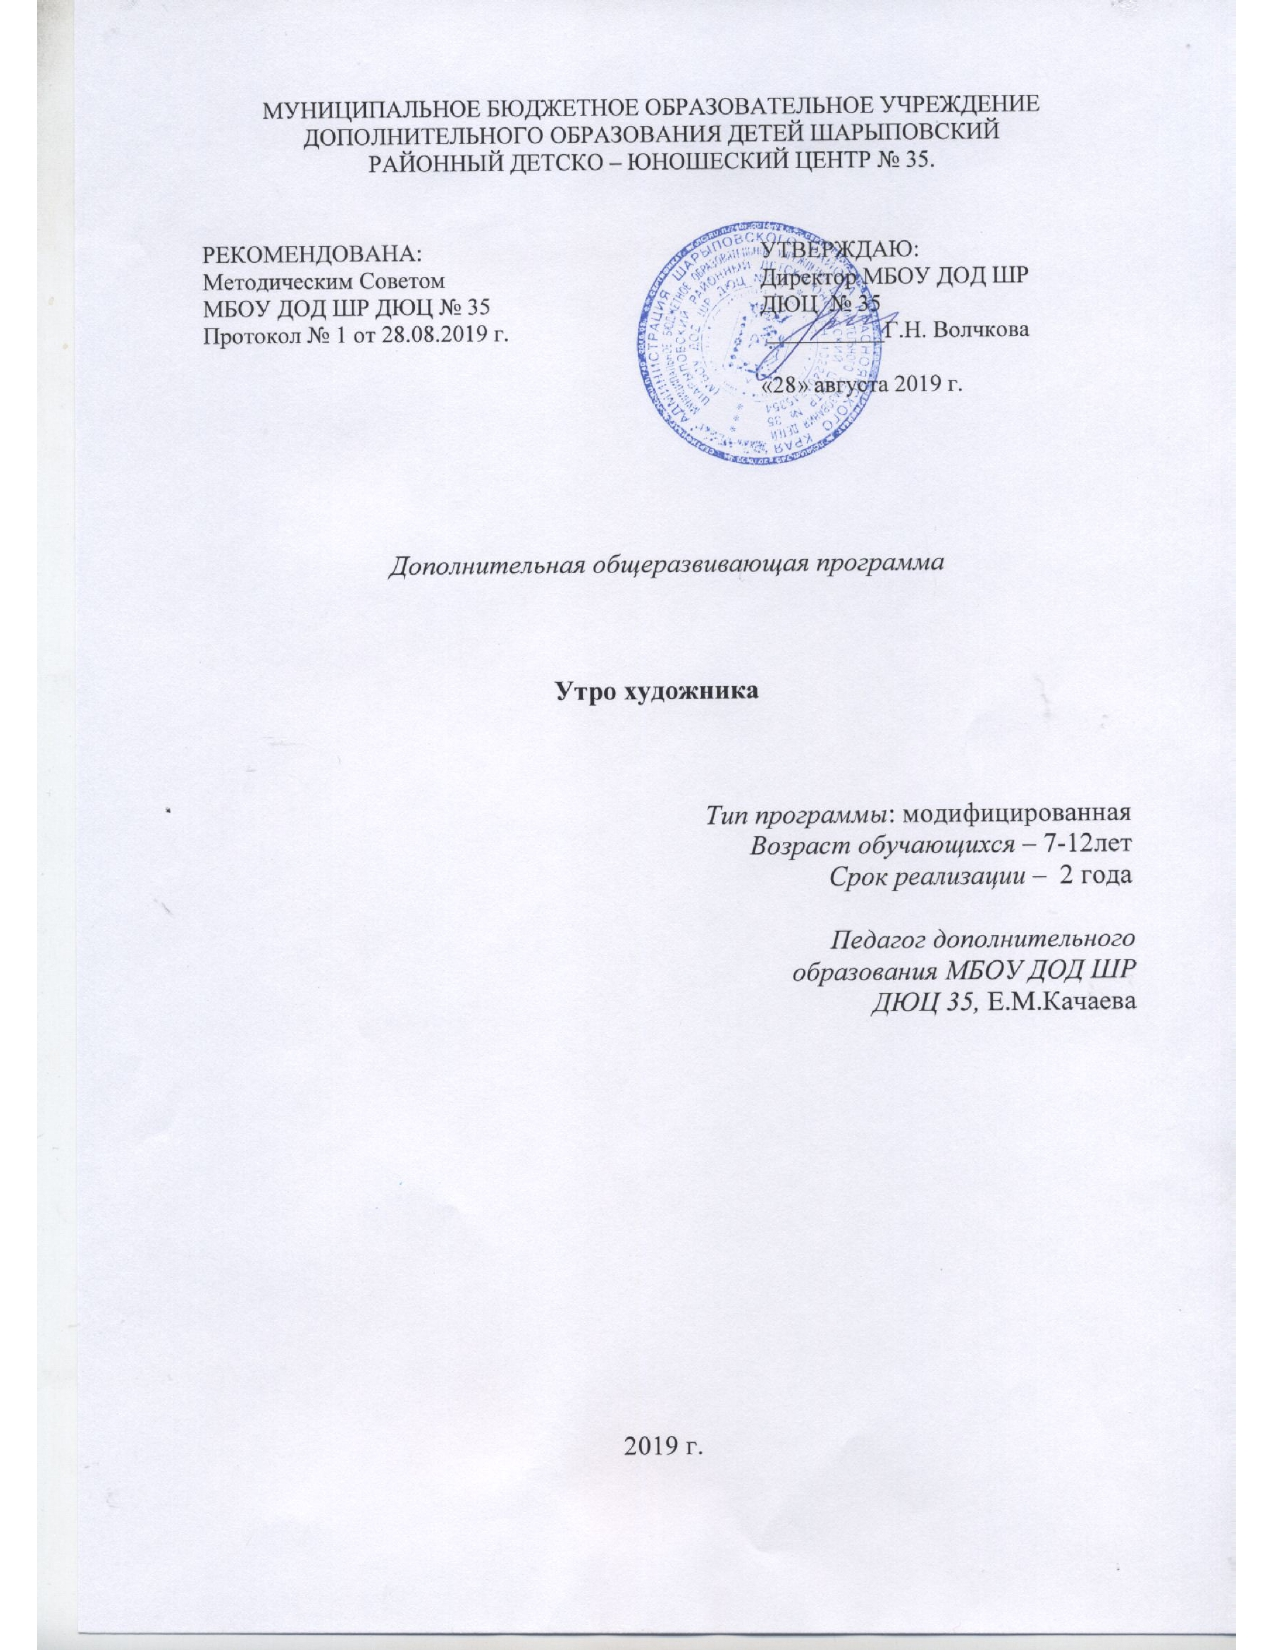 МУНИЦИПАЛЬНОЕ БЮДЖЕТНОЕ ОБРАЗОВАТЕЛЬНОЕ УЧРЕЖДЕНИЕ
ДОПОЛНИТЕЛЬНОГО ОБРАЗОВАНИЯ ДЕТЕЙ ШАРЫПОВСКИЙ
РАЙОННЫЙ ДЕТСКО – ЮНОШЕСКИЙ ЦЕНТР № 35.
РЕКОМЕНДОВАНА:
Методическим Советом
МБОУ ДОД ШР ДЮЦ № 35
Протокол № 1 от 28.08.2019 г.
УТВЕРЖДАЮ:
Директор МБОУ ДОД ШР
ДЮЦ № 35
__________Г.Н. Волчкова
«28» августа 2019 г.
Дополнительная общеразвивающая программа
Утро художника
Тип программы: модифицированная
Возраст обучающихся – 7-12лет
Срок реализации – 2 года
Педагог дополнительного
образования МБОУ ДОД ШР
ДЮЦ 35, Е.М.Качаева
2019 г.